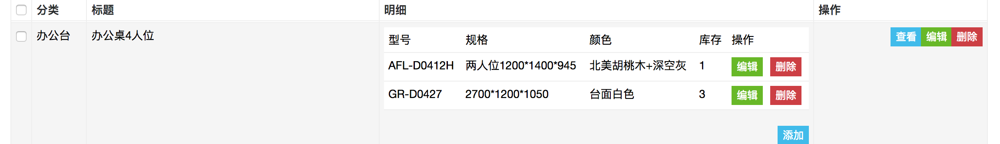 分类 标题 明细 操作
办公台 办公桌4人位 型号 规格 颜色 库存 操作 查看 编辑 删除
AFL-D0412H 两人位1200*1400*945 北美胡桃木+深空灰 1 编辑 删除
GR-D0427 2700*1200*1050 台面白色 3 编辑 删除
添加